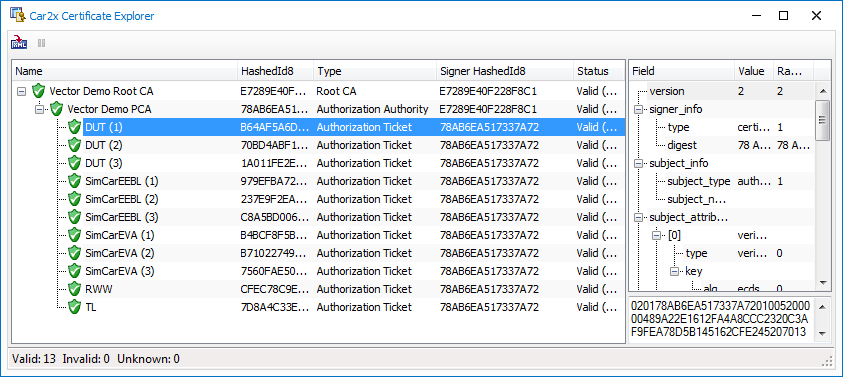 Car2x Certificate Explorer
XML
Name HashedId8 Type Signer HashedId8 Status
Vector Demo Root CA E7289E40F... Root CA E7289E40F228F8C1 Valid (...
Vector Demo PCA 78AB6EA51... Authorization Authority E7289E40F228F8C1 Valid (...
DUT (1) B64AF5A6D... Authorization Ticket 78AB6EA517337A72 Valid (...
DUT (2) 70BD4ABF1... Authorization Ticket 78AB6EA517337A72 Valid (...
DUT (3) 1A011FE2E... Authorization Ticket 78AB6EA517337A72 Valid (...
SimCarEEBL (1) 979EFBA72... Authorization Ticket 78AB6EA517337A72 Valid (...
SimCarEEBL (2) 237E9F2EA... Authorization Ticket 78AB6EA517337A72 Valid (...
SimCarEEBL (3) C8A5BD006... Authorization Ticket 78AB6EA517337A72 Valid (...
SimCarEVA (1) B4BCF8F5B... Authorization Ticket 78AB6EA517337A72 Valid (...
SimCarEVA (2) B71022749... Authorization Ticket 78AB6EA517337A72 Valid (...
SimCarEVA (3) 7560FAE50... Authorization Ticket 78AB6EA517337A72 Valid (...
RWW CFEC78C9E... Authorization Ticket 78AB6EA517337A72 Valid (...
TL 7D8A4C33E... Authorization Ticket 78AB6EA517337A72 Valid (...
Field Value Ra...
version 2 2
signer_info
type certi... 1
digest 78 A... 78 A...
subject_info
subject_type auth... 1
subject_n...
subject_attrib...
[0] veri...
type veri... 0
key
alg ecds... 0
020178AB6EA517337A72010052000
00489A22E1612FA4A8CCC2320C3A
F9FEA78D5B145162CFE245207013
Valid: 13 Invalid: 0 Unknown: 0